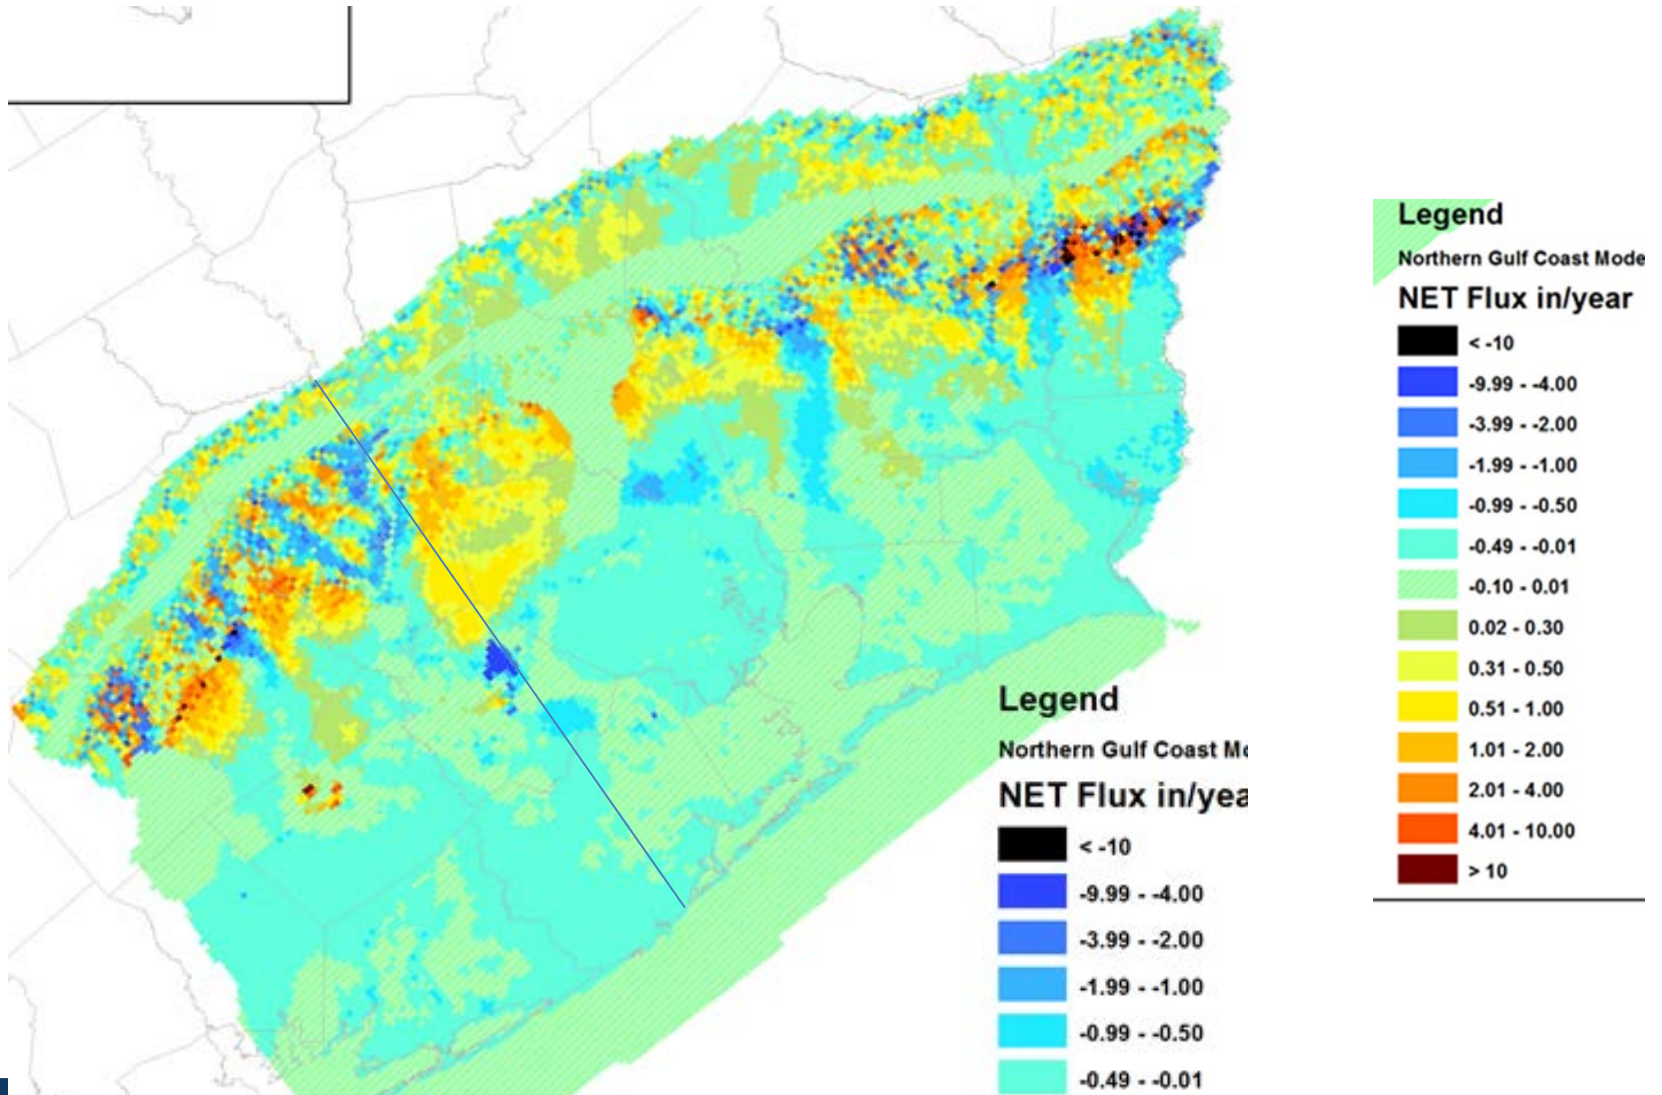 Legend
Northern Gulf Coast Mode
NET Flux in/year
< -10
-9.99 - -4.00
-3.99 - -2.00
-1.99 - -1.00
-0.99 - -0.50
-0.49 - -0.01
-0.10 - 0.01
0.02 - 0.30
0.31 - 0.50
0.51 - 1.00
1.01 - 2.00
2.01 - 4.00
4.01 - 10.00
> 10
Legend
Northern Gulf Coast Mo
NET Flux in/yea
< -10
-9.99 - -4.00
-3.99 - -2.00
-1.99 - -1.00
-0.99 - -0.50
-0.49 - -0.01